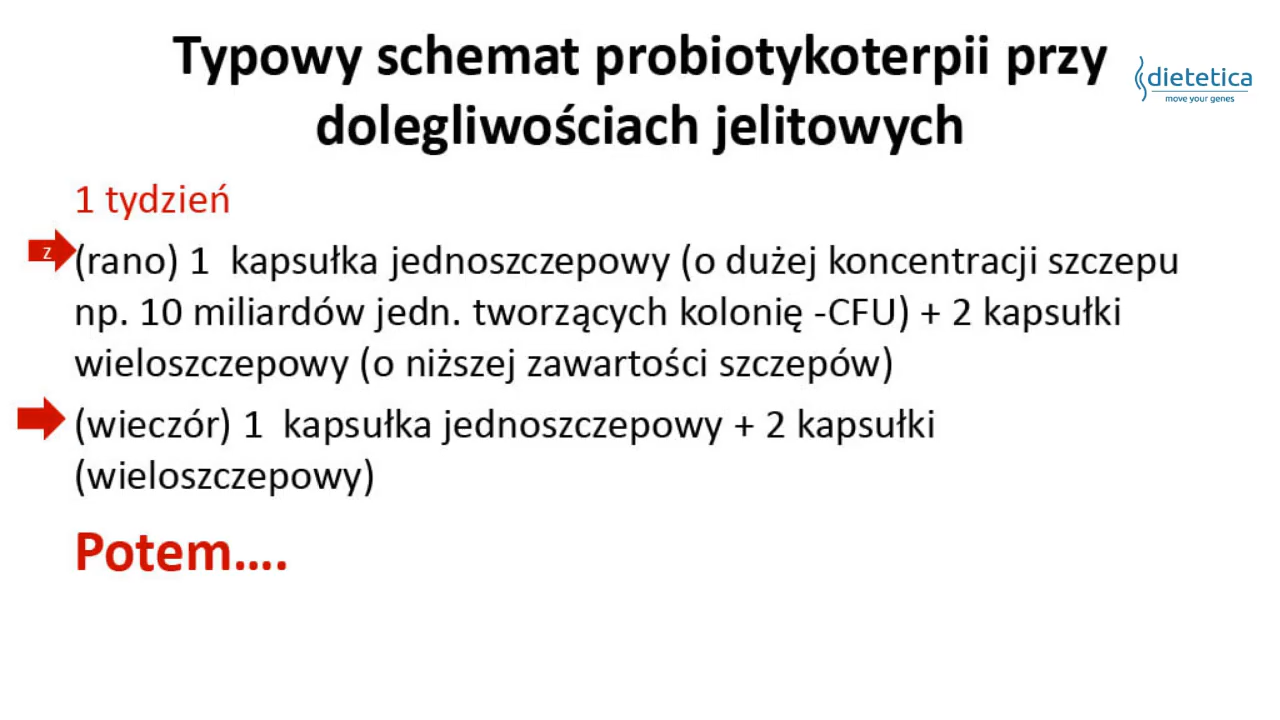 Typowy schemat probiotykoterpii przy
dolegliwościach jelitowych
dietetica
move your genes
1 tydzień
z
(rano) 1  kapsułka jednoszczepowy (o dużej koncentracji szczepu
np. 10 miliardów jedn. tworzących kolonię -CFU) + 2 kapsułki
wieloszczepowy (o niższej zawartości szczepów)
(wieczór) 1  kapsułka jednoszczepowy + 2 kapsułki
(wieloszczepowy)
Potem....